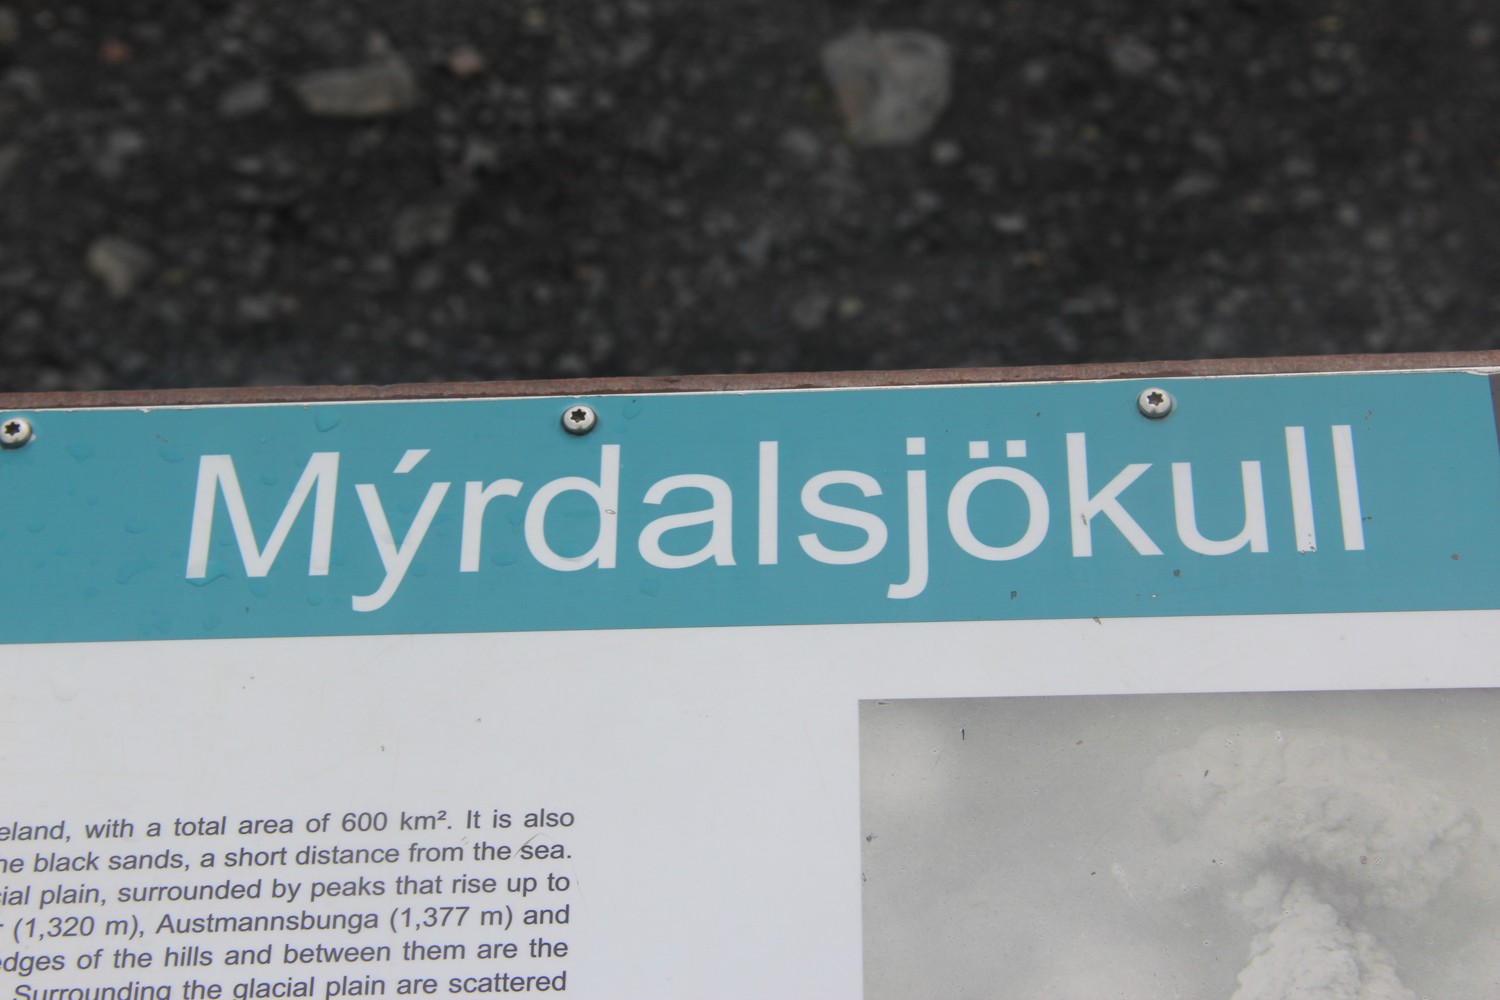 Mýrdalsjökull
eland, with a total area of 600 km². It is also
he black sands, a short distance from the sea.
cial plain, surrounded by peaks that rise up to
(1,320 m), Austmannsbunga (1,377 m) and
edges of the hills and between them are the
Surrounding the glacial plain are scattered